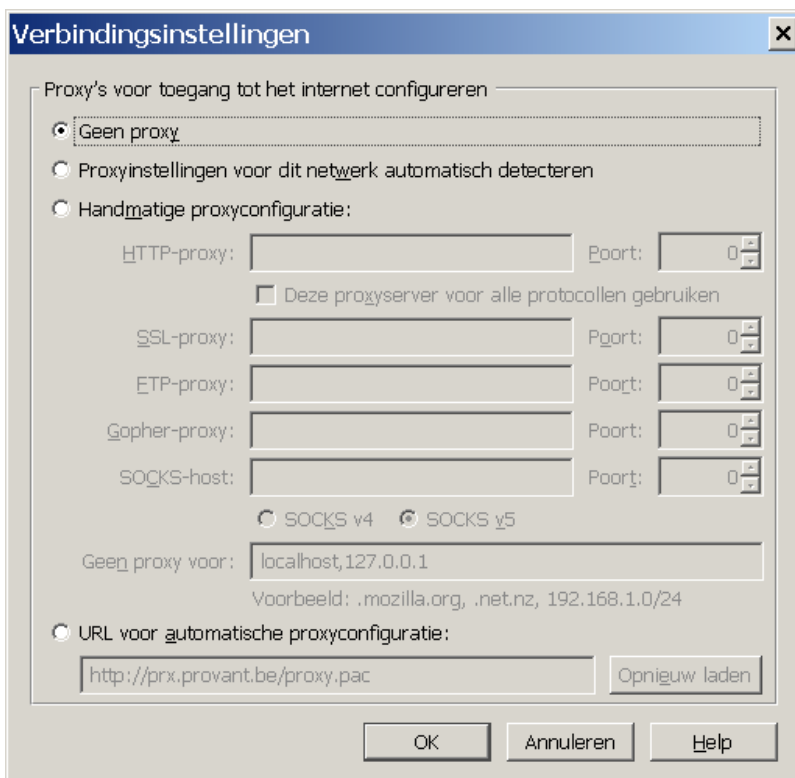 Verbindingsinstellingen
Proxy's voor toegang tot het internet configureren
Geen proxy
Proxyinstellingen voor dit netwerk automatisch detecteren
Handmatige proxyconfiguratie:
HTTP-proxy: Poort: 0
Deze proxyserver voor alle protocollen gebruiken
SSL-proxy: Poort: 0
FTP-proxy: Poort: 0
Gopher-proxy: Poort: 0
SOCKS-host: Poort: 0
SOCKS v4 SOCKS v5
Geen proxy voor: localhost,127.0.0.1
Voorbeeld: .mozilla.org, .net.nz, 192.168.1.0/24
URL voor automatische proxyconfiguratie:
http://prx.provant.be/proxy.pac Opnieuw laden
OK Annuleren Help